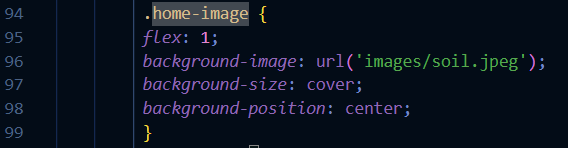 94 .home-image {
95 flex: 1;
96 background-image: url('images/soil.jpeg');
97 background-size: cover;
98 background-position: center;
99 }